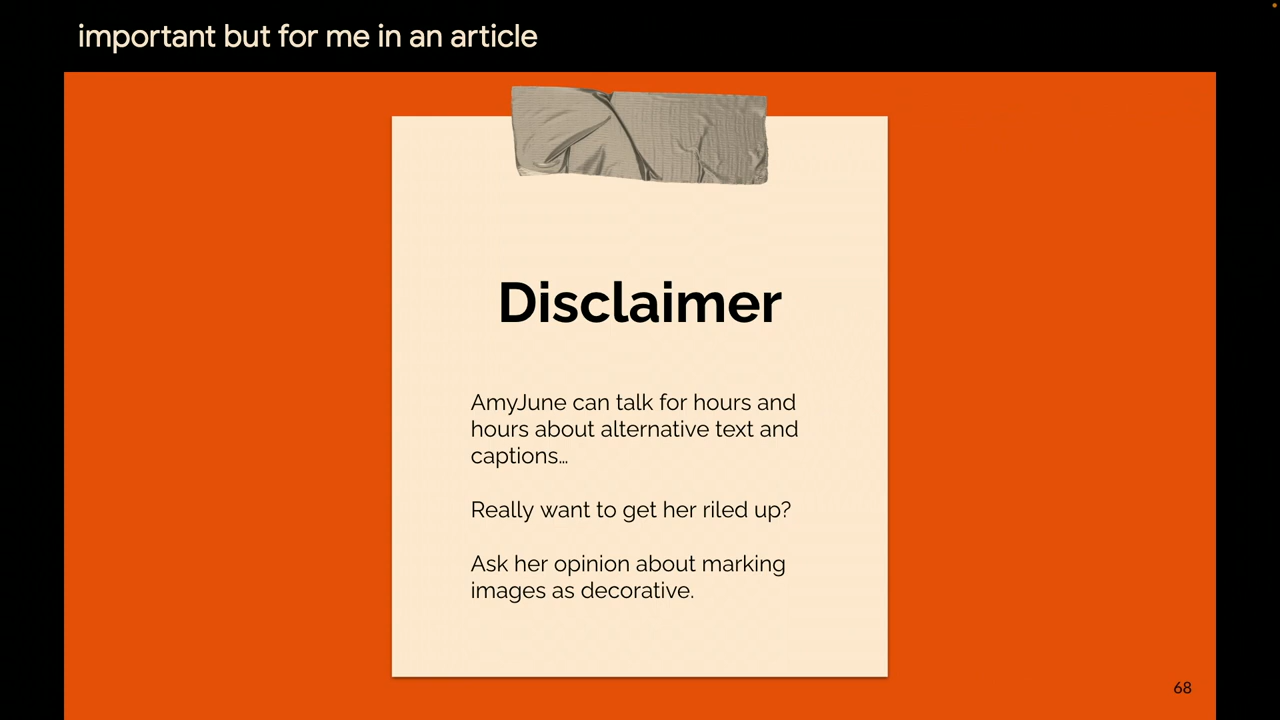 important but for me in an article
Disclaimer
AmyJune can talk for hours and
hours about alternative text and
captions…
Really want to get her riled up?
Ask her opinion about marking
images as decorative.
68